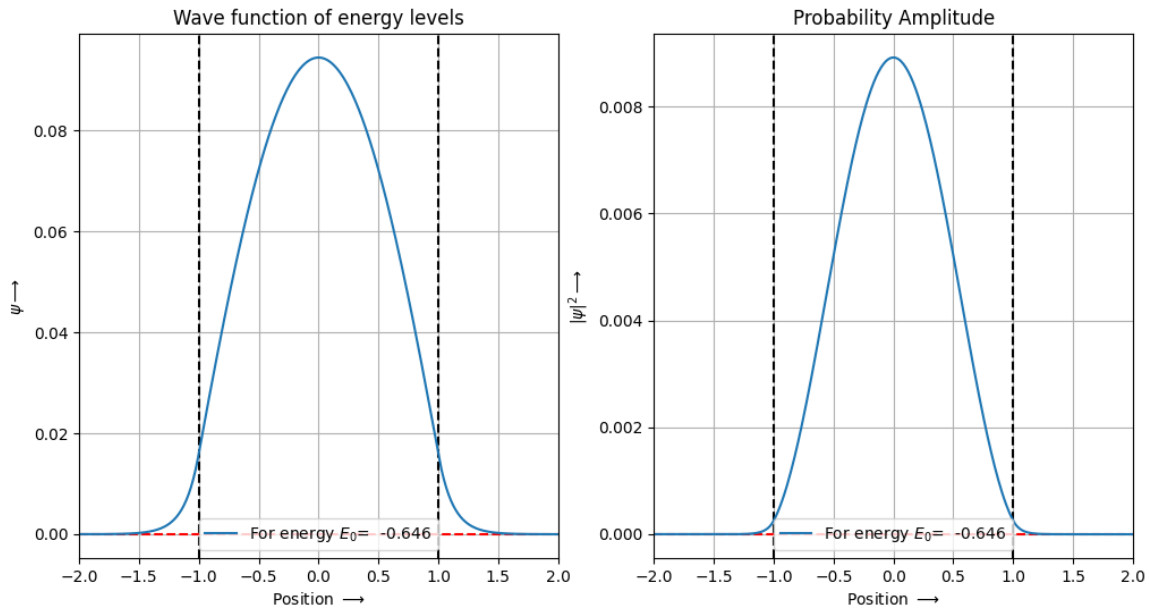 Wave function of energy levels
ψ⟶
0.08
0.06
0.04
0.02
0.00
For energy E₀= -0.646
−2.0 −1.5 −1.0 −0.5 0.0 0.5 1.0 1.5 2.0
Position ⟶
Probability Amplitude
|ψ|²⟶
0.008
0.006
0.004
0.002
0.000
For energy E₀= -0.646
−2.0 −1.5 −1.0 −0.5 0.0 0.5 1.0 1.5 2.0
Position ⟶